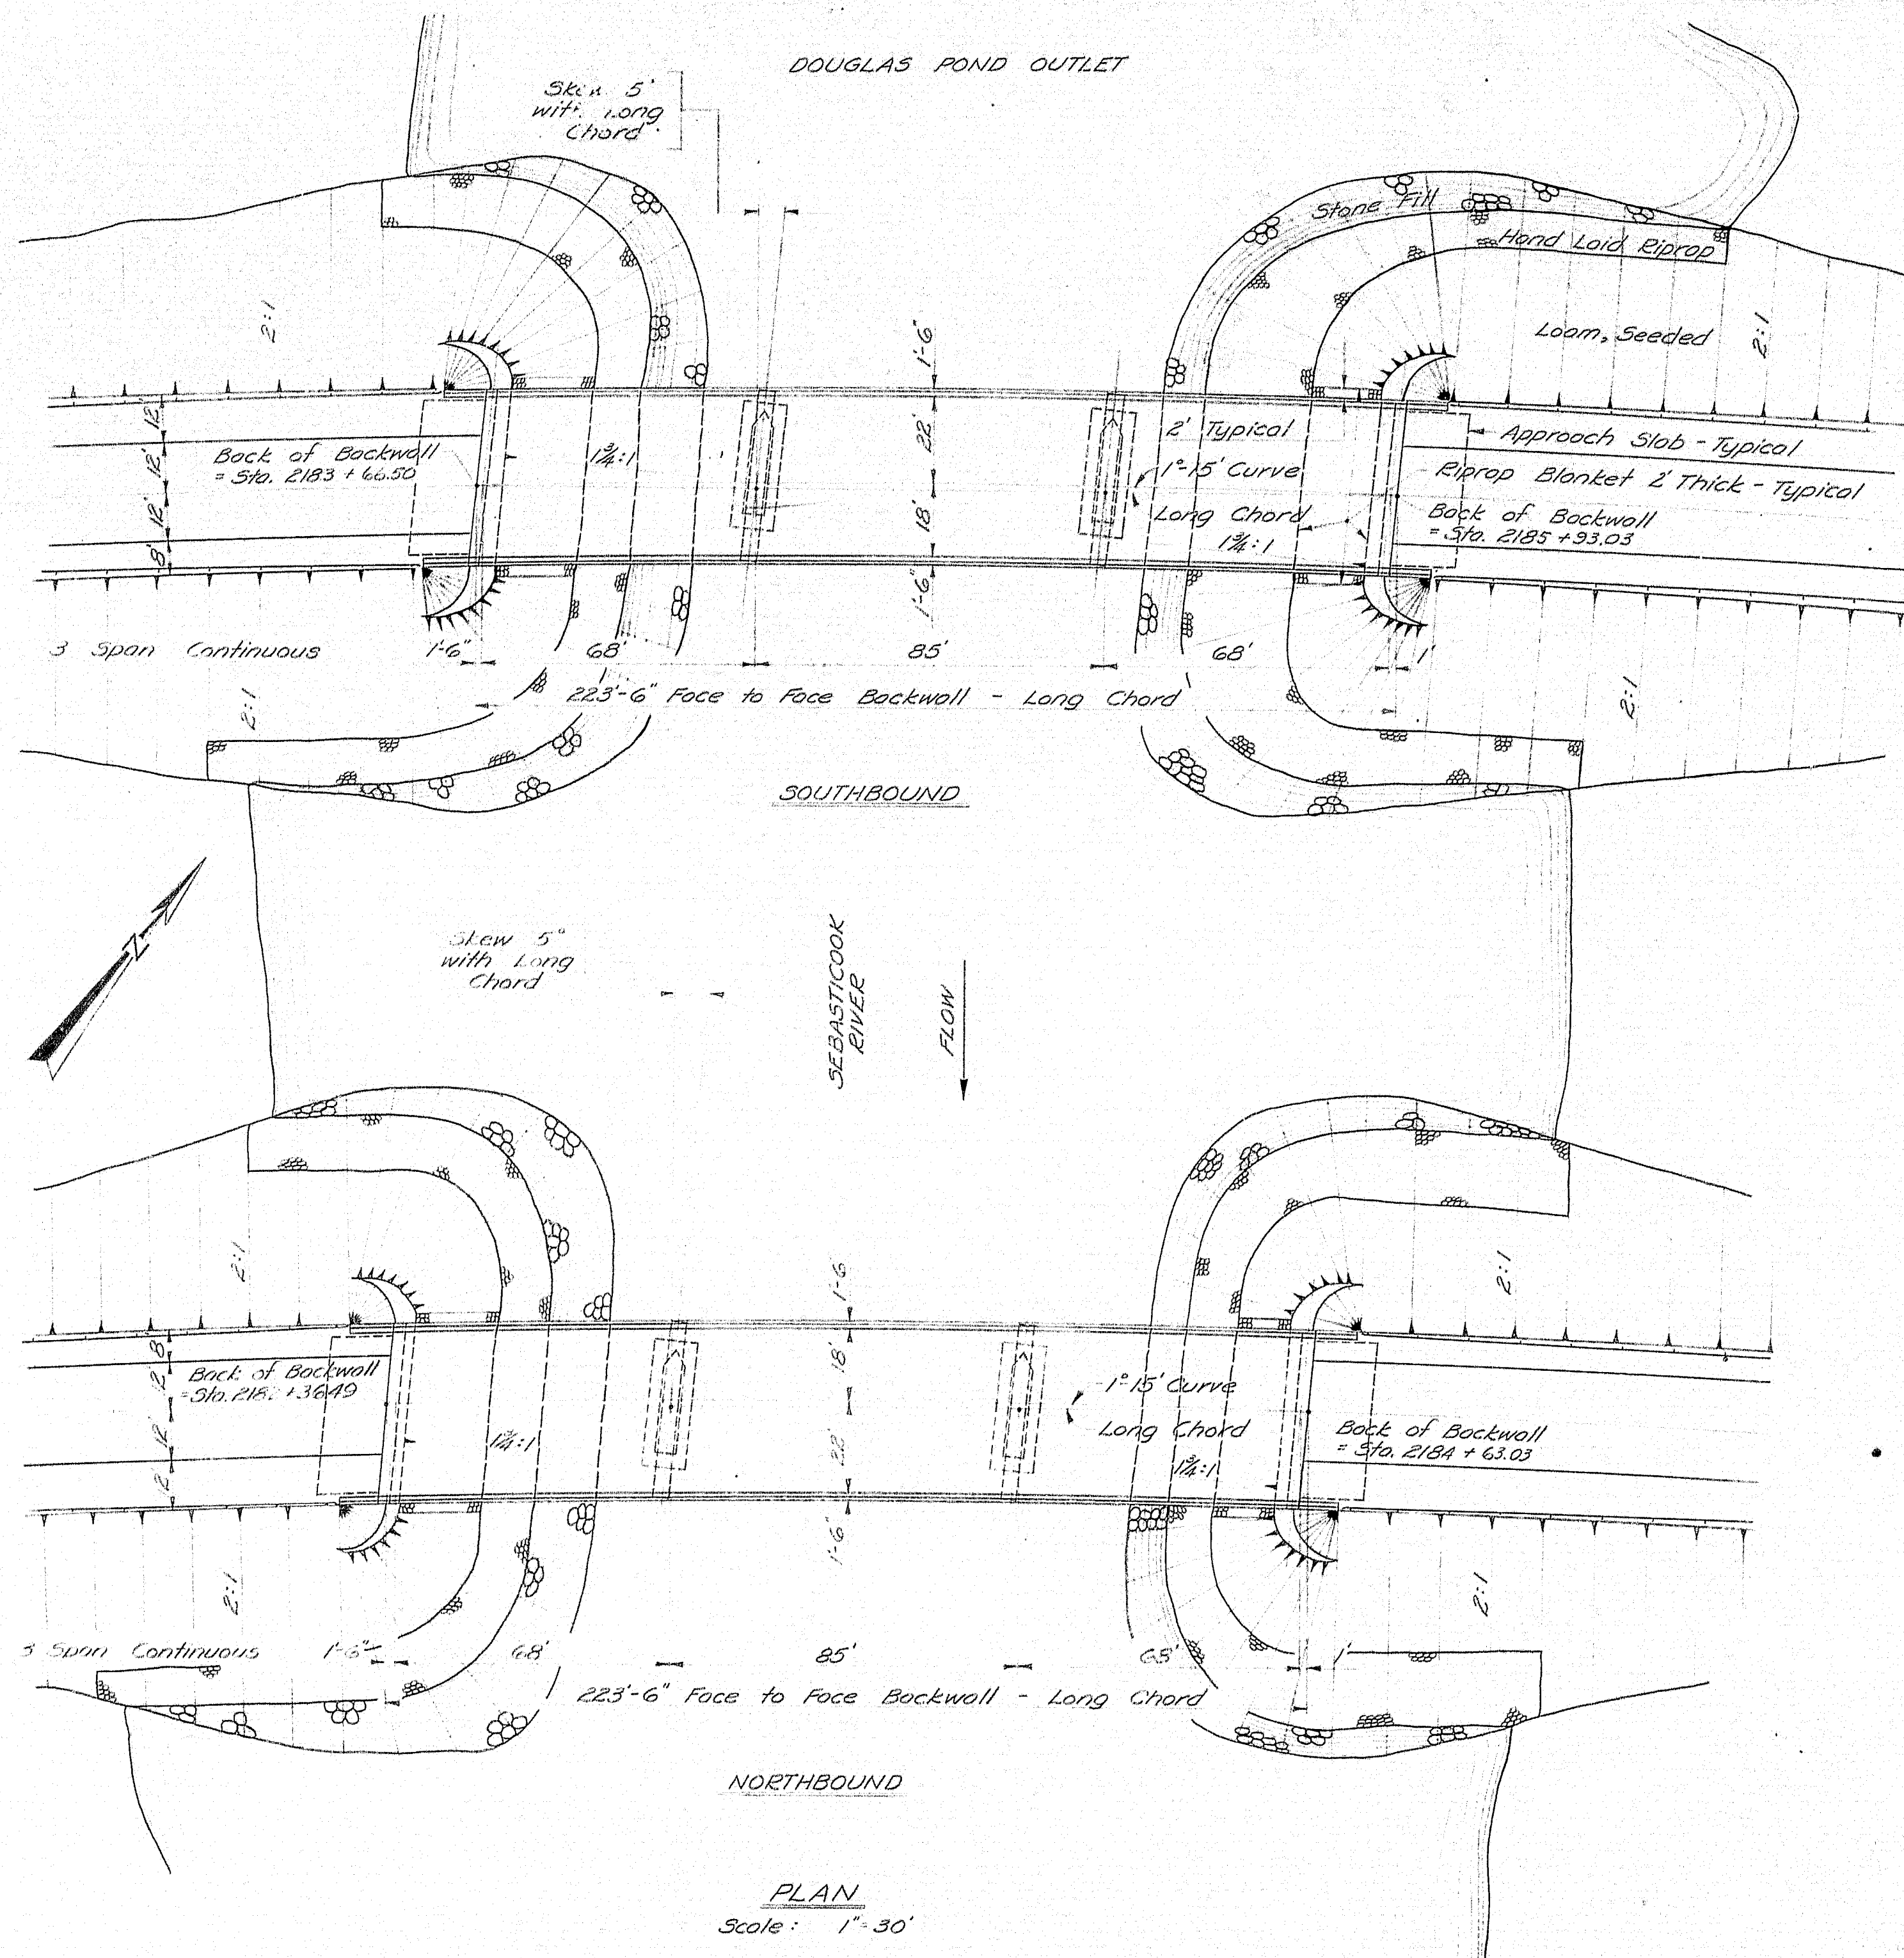 DOUGLAS POND OUTLET
Skew 5°
with Long
Chord
Stone Fill
Hand Laid Riprop
2:1
Loam, Seeded
2:1
1'-6"
12'
12'
12'
8'
Back of Backwall
= Sta. 2183 + 66.50
1¾:1
22'
18'
2' Typical
1°-15' Curve
Long Chord
1¾:1
Approach Slab - Typical
Riprop Blanket 2' Thick - Typical
Back of Backwall
= Sta. 2185 + 93.03
1'-6"
3 Span Continuous
1'-6"
68'
85'
68'
1'
223'-6" Face to Face Backwall - Long Chord
2:1
2:1
SOUTHBOUND
N
Skew 5°
with Long
Chord
SEBASTICOOK
RIVER
FLOW
2:1
2:1
1'-6
8'
12'
12'
12'
Back of Backwall
= Sta. +36.49
1¾:1
18'
22'
1°-15' Curve
Long Chord
1¾:1
Back of Backwall
= Sta. 2184 + 63.03
1'-6"
2:1
2:1
3 Span Continuous
1'-6"
68'
85'
68'
1'
223'-6" Face to Face Backwall - Long Chord
NORTHBOUND
PLAN
Scale: 1"=30'